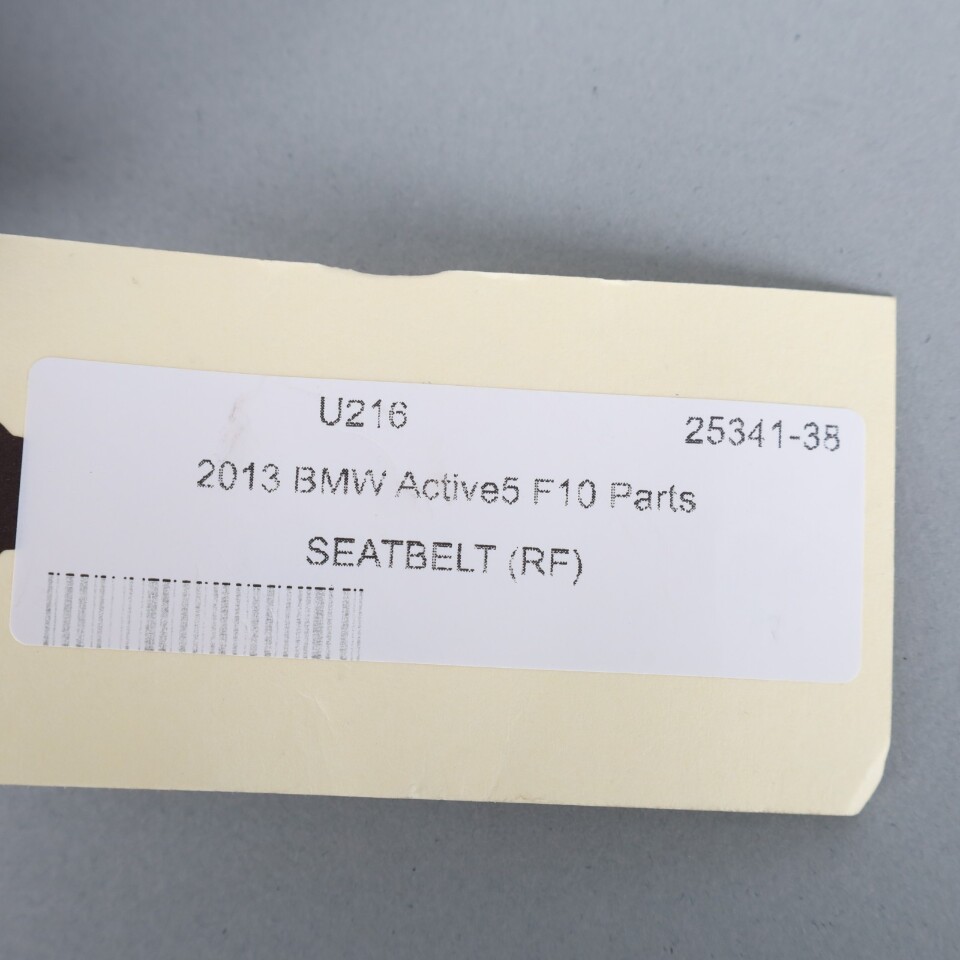 U216 25341-38
2013 BMW Active5 F10 Parts
SEATBELT (RF)